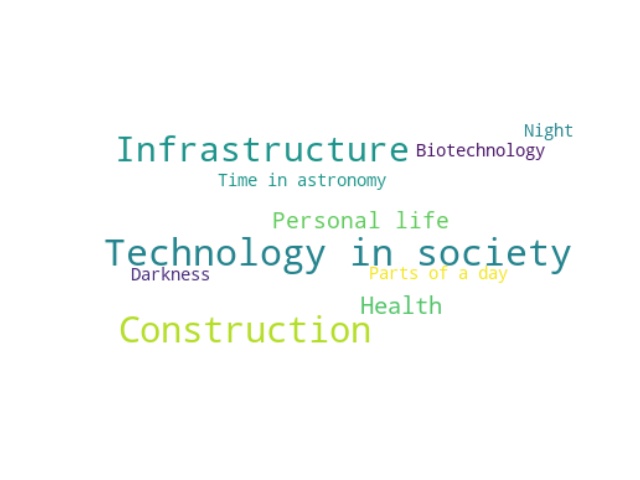 Night
Infrastructure
Biotechnology
Time in astronomy
Personal life
Technology in society
Darkness
Parts of a day
Health
Construction